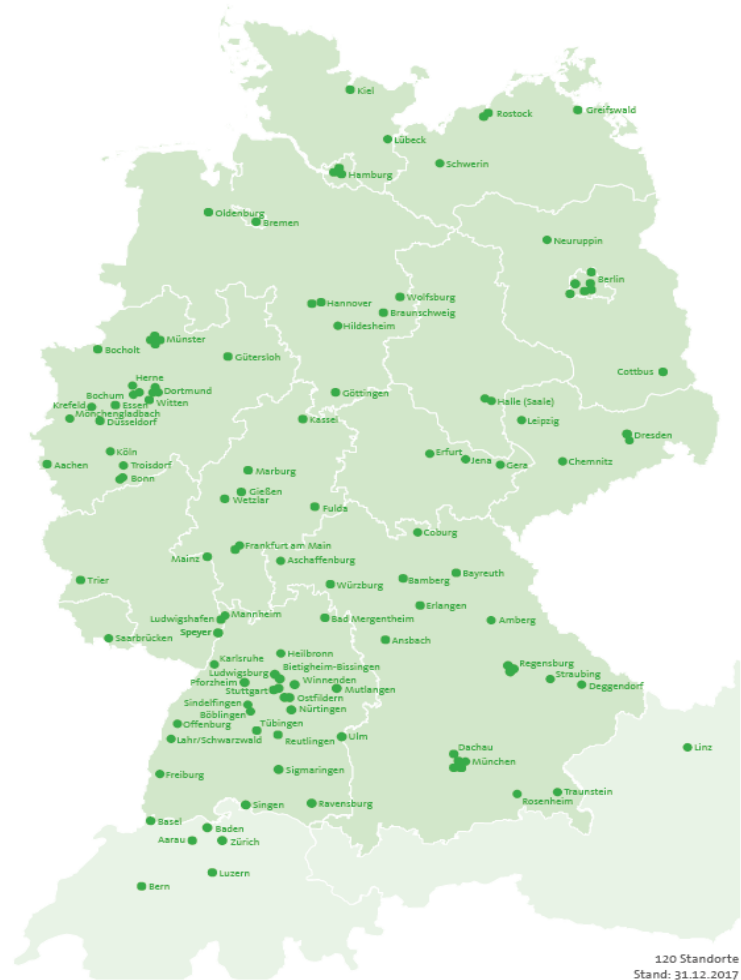 Kiel
Rostock
Greifswald
Lübeck
Schwerin
Hamburg
Oldenburg
Bremen
Neuruppin
Berlin
Hannover
Wolfsburg
Braunschweig
Hildesheim
Münster
Bocholt
Gütersloh
Cottbus
Herne
Bochum
Dortmund
Göttingen
Krefeld
Essen
Witten
Halle (Saale)
Mönchengladbach
Düsseldorf
Kassel
Leipzig
Dresden
Köln
Erfurt
Jena
Gera
Chemnitz
Aachen
Troisdorf
Bonn
Marburg
Gießen
Wetzlar
Fulda
Coburg
Frankfurt am Main
Mainz
Aschaffenburg
Bayreuth
Trier
Würzburg
Bamberg
Erlangen
Mannheim
Ludwigshafen
Bad Mergentheim
Amberg
Speyer
Saarbrücken
Ansbach
Heilbronn
Karlsruhe
Bietigheim-Bissingen
Regensburg
Ludwigsburg
Straubing
Pforzheim
Winnenden
Deggendorf
Stuttgart
Mutlangen
Ostfildern
Sindelfingen
Nürtingen
Böblingen
Offenburg
Tübingen
Lahr/Schwarzwald
Reutlingen
Ulm
Dachau
Linz
München
Freiburg
Sigmaringen
Traunstein
Rosenheim
Singen
Ravensburg
Basel
Baden
Aarau
Zürich
Luzern
Bern
120 Standorte
Stand: 31.12.2017